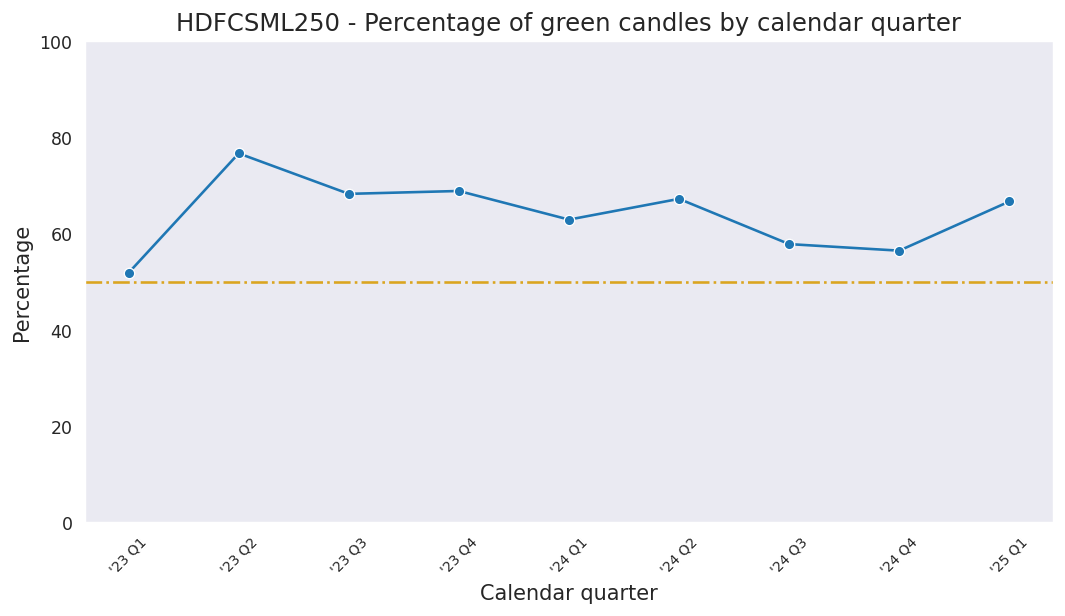 HDFCSML250 - Percentage of green candles by calendar quarter
Percentage
100
80
60
40
20
0
'23 Q1
'23 Q2
'23 Q3
'23 Q4
'24 Q1
'24 Q2
'24 Q3
'24 Q4
'25 Q1
Calendar quarter